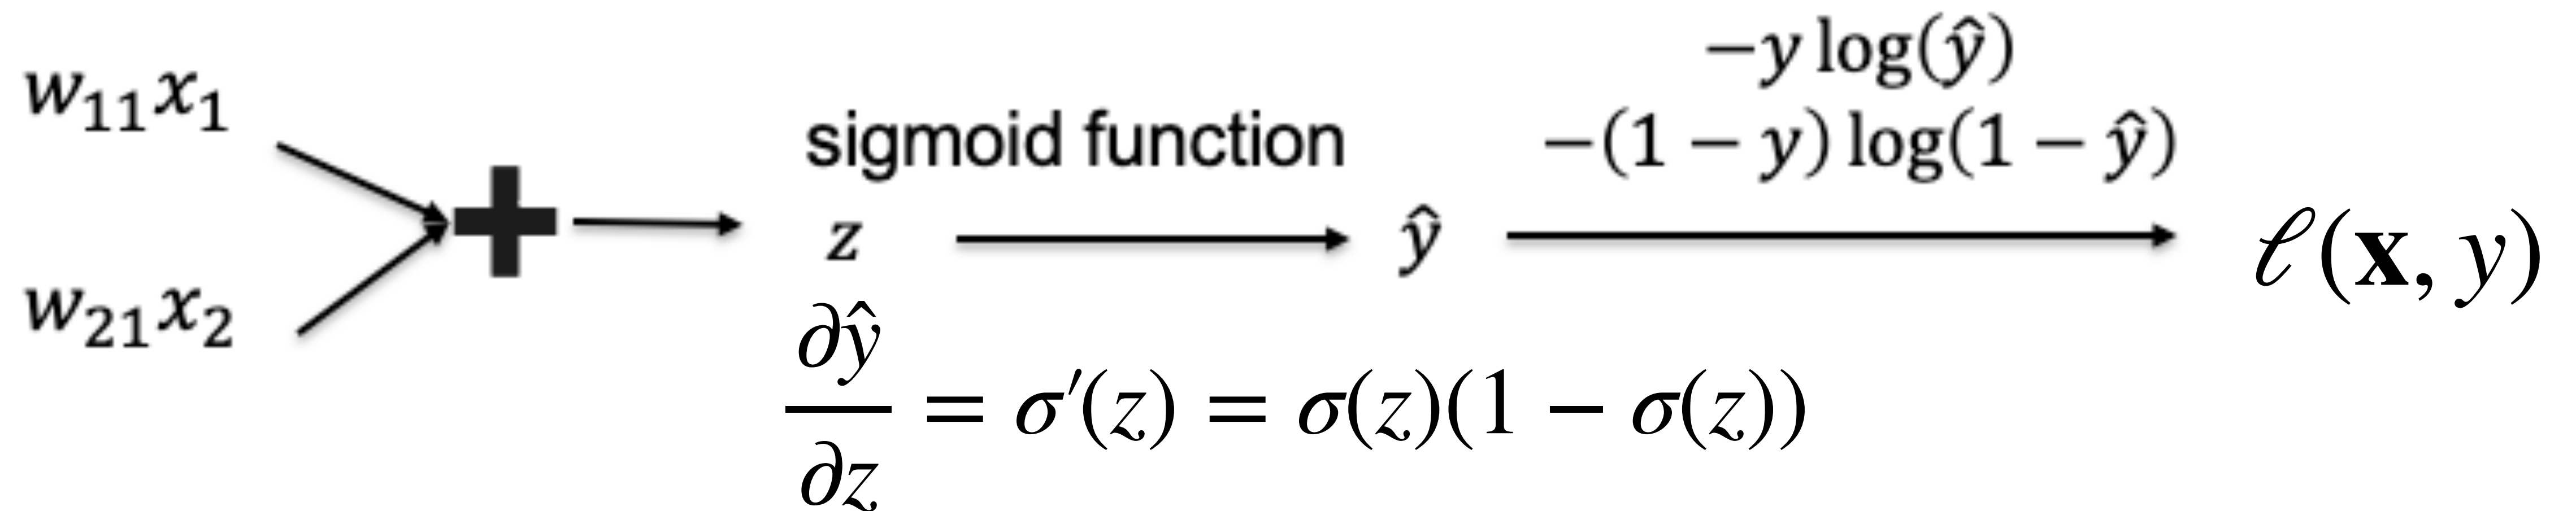 w₁₁x₁
w₂₁x₂
sigmoid function
z
ŷ
−y log(ŷ)
−(1 − y) log(1 − ŷ)
ℓ(𝐱, y)
∂ŷ/∂z = σ′(z) = σ(z)(1 − σ(z))